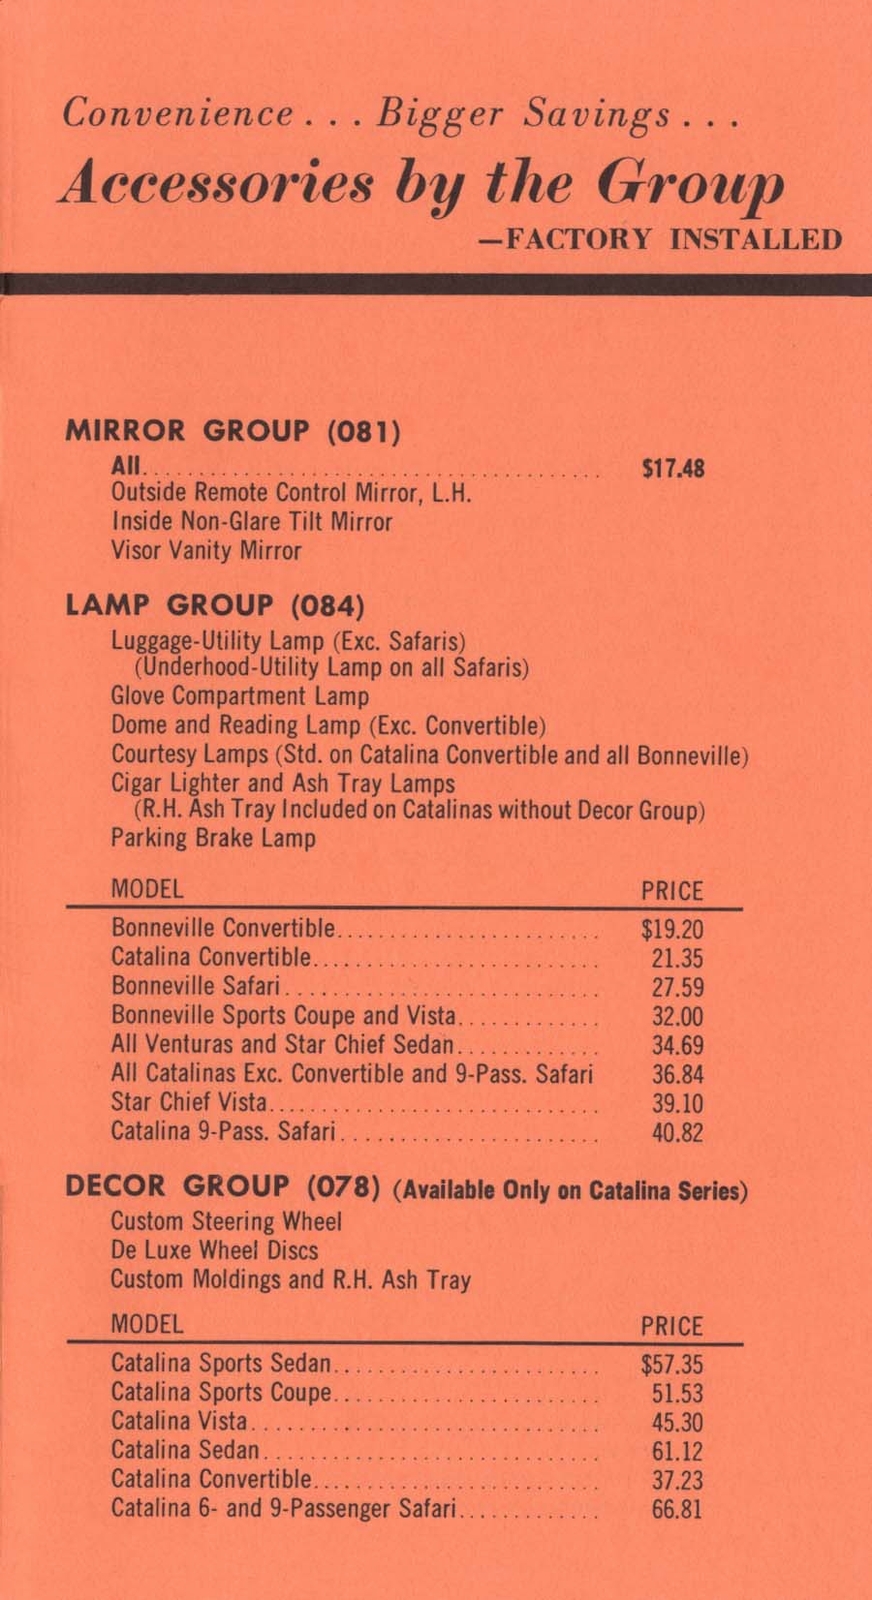 Convenience . . . Bigger Savings . . .
Accessories by the Group
—FACTORY INSTALLED
MIRROR GROUP (081)
All........................................ $17.48
Outside Remote Control Mirror, L.H.
Inside Non-Glare Tilt Mirror
Visor Vanity Mirror
LAMP GROUP (084)
Luggage-Utility Lamp (Exc. Safaris)
(Underhood-Utility Lamp on all Safaris)
Glove Compartment Lamp
Dome and Reading Lamp (Exc. Convertible)
Courtesy Lamps (Std. on Catalina Convertible and all Bonneville)
Cigar Lighter and Ash Tray Lamps
(R.H. Ash Tray Included on Catalinas without Decor Group)
Parking Brake Lamp
MODEL PRICE
Bonneville Convertible....................... $19.20
Catalina Convertible......................... 21.35
Bonneville Safari........................... 27.59
Bonneville Sports Coupe and Vista............. 32.00
All Venturas and Star Chief Sedan............. 34.69
All Catalinas Exc. Convertible and 9-Pass. Safari 36.84
Star Chief Vista............................. 39.10
Catalina 9-Pass. Safari...................... 40.82
DECOR GROUP (078) (Available Only on Catalina Series)
Custom Steering Wheel
De Luxe Wheel Discs
Custom Moldings and R.H. Ash Tray
MODEL PRICE
Catalina Sports Sedan....................... $57.35
Catalina Sports Coupe....................... 51.53
Catalina Vista.............................. 45.30
Catalina Sedan............................. 61.12
Catalina Convertible......................... 37.23
Catalina 6- and 9-Passenger Safari............. 66.81